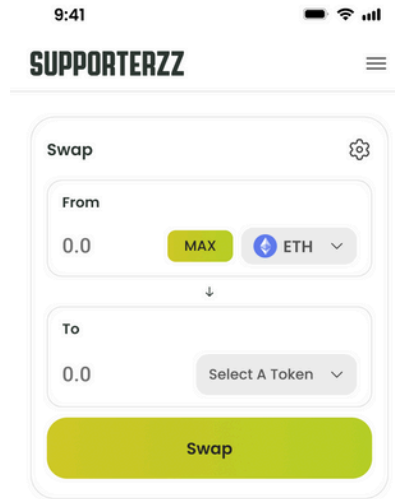 9:41
SUPPORTERZZ
Swap
From
0.0 MAX ETH
To
0.0 Select A Token
Swap